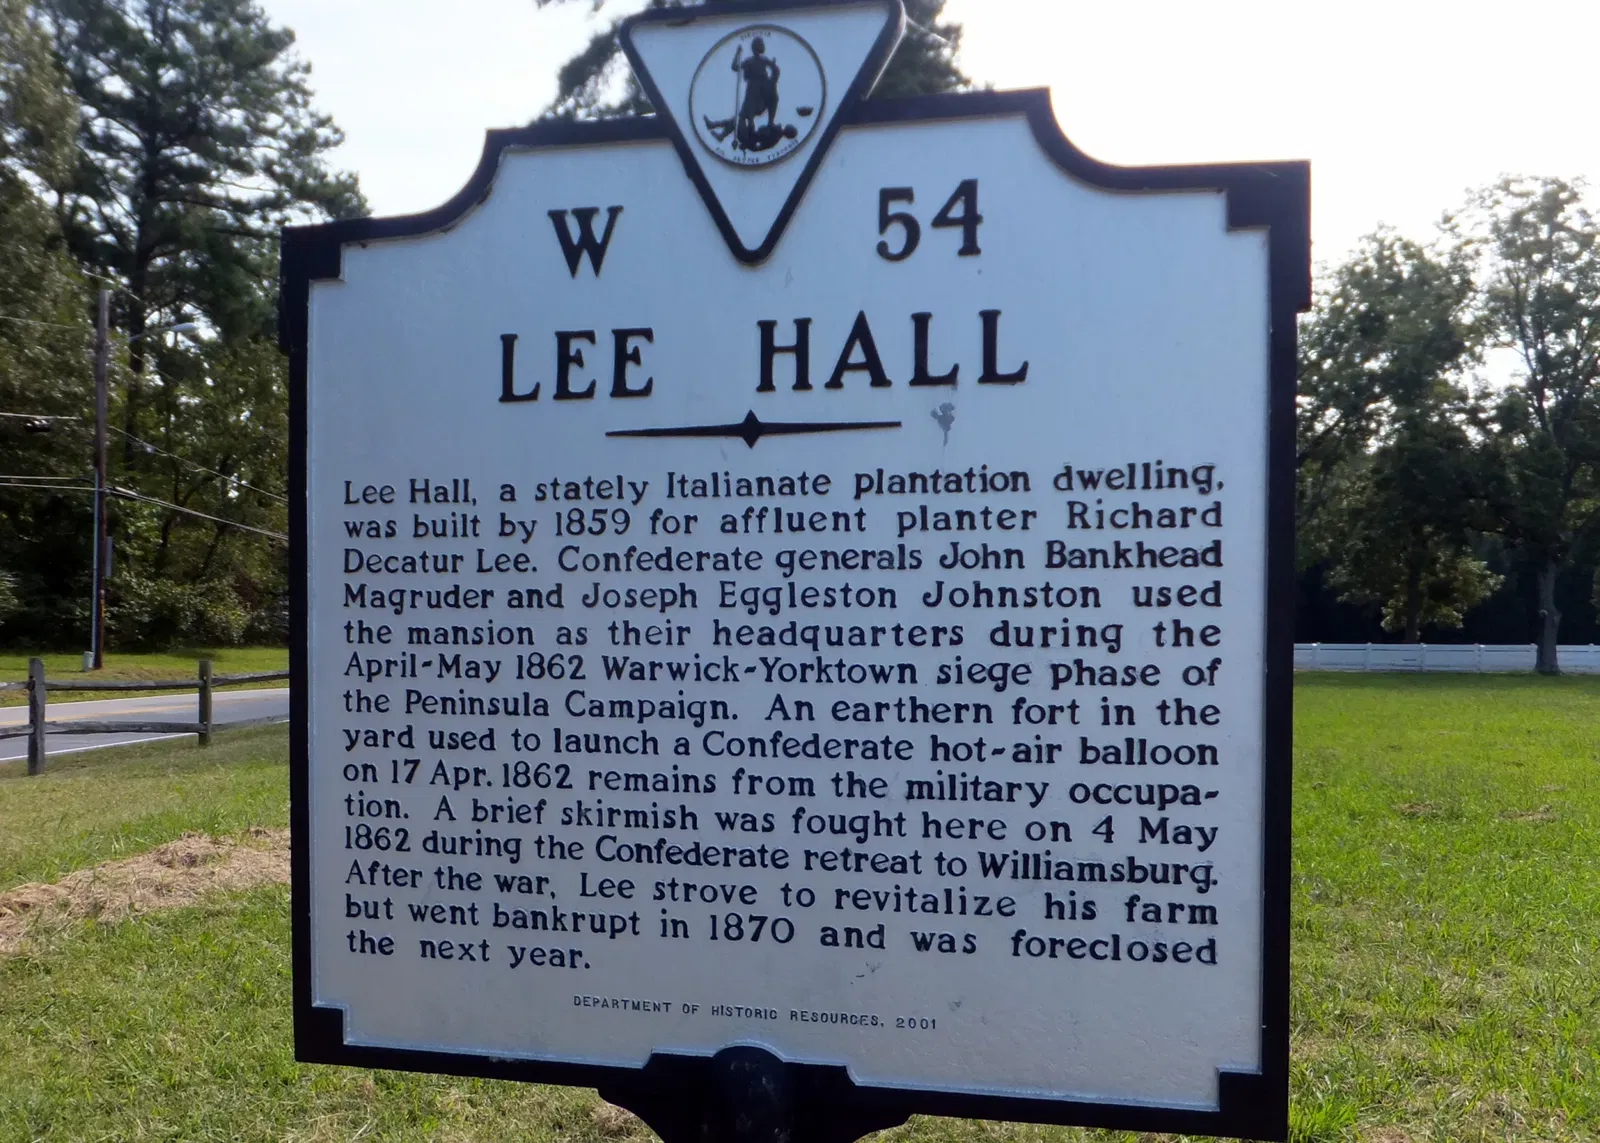 VIRGINIA
W 54
LEE HALL
Lee Hall, a stately Italianate plantation dwelling,
was built by 1859 for affluent planter Richard
Decatur Lee. Confederate generals John Bankhead
Magruder and Joseph Eggleston Johnston used
the mansion as their headquarters during the
April-May 1862 Warwick-Yorktown siege phase of
the Peninsula Campaign. An earthern fort in the
yard used to launch a Confederate hot-air balloon
on 17 Apr. 1862 remains from the military occupa-
tion. A brief skirmish was fought here on 4 May
1862 during the Confederate retreat to Williamsburg.
After the war, Lee strove to revitalize his farm
but went bankrupt in 1870 and was foreclosed
the next year.
DEPARTMENT OF HISTORIC RESOURCES, 2001